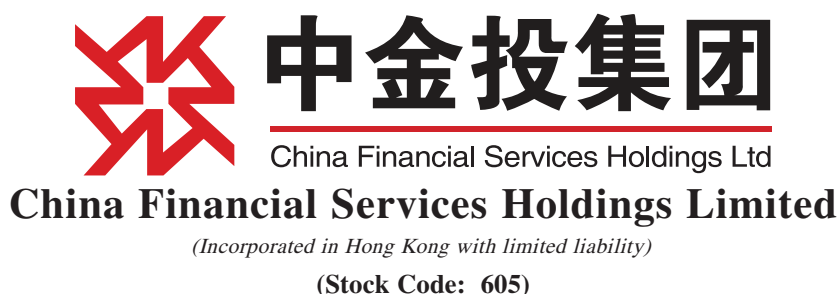 中金投集团
China Financial Services Holdings Ltd
China Financial Services Holdings Limited
(Incorporated in Hong Kong with limited liability)
(Stock Code: 605)